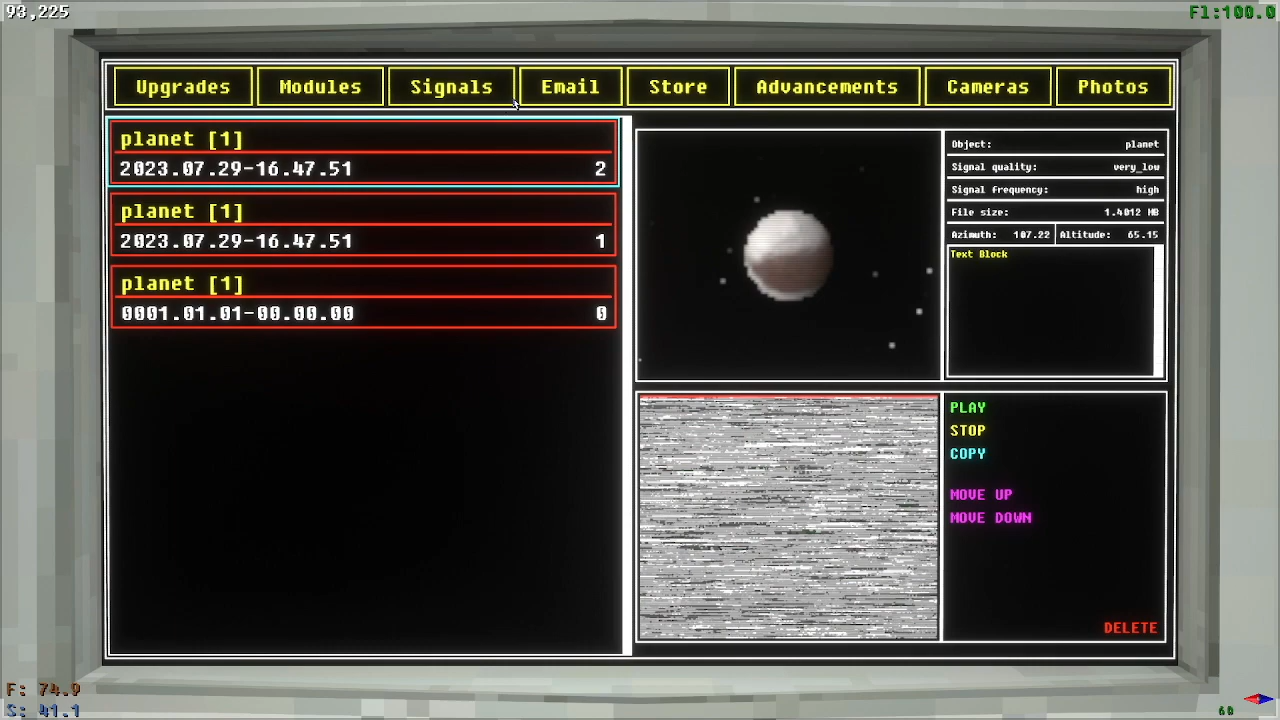 93,225
Fl:100.0
Upgrades Modules Signals Email Store Advancements Cameras Photos
planet [1]
2023.07.29-16.47.51 2
planet [1]
2023.07.29-16.47.51 1
planet [1]
0001.01.01-00.00.00 0
Object: planet
Signal quality: very_low
Signal frequency: high
File size: 1.4012 MB
Azimuth: 107.22 Altitude: 65.15
Text Block
PLAY
STOP
COPY
MOVE UP
MOVE DOWN
DELETE
F: 74.9
S: 41.1
60